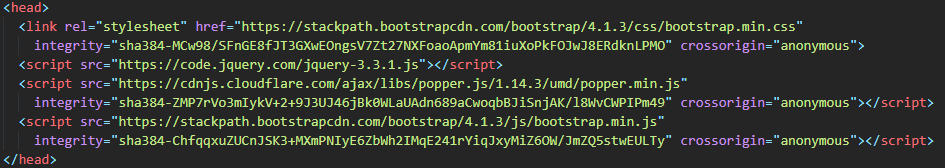 <head>
<link rel="stylesheet" href="https://stackpath.bootstrapcdn.com/bootstrap/4.1.3/css/bootstrap.min.css"
integrity="sha384-MCw98/SFnGE8fJT3GXwEOngsV7Zt27NXFoaoApmYm81iuXoPkFOJwJ8ERdknLPMO" crossorigin="anonymous">
<script src="https://code.jquery.com/jquery-3.3.1.js"></script>
<script src="https://cdnjs.cloudflare.com/ajax/libs/popper.js/1.14.3/umd/popper.min.js"
integrity="sha384-ZMP7rVo3mIykV+2+9J3UJ46jBk0WLaUAdn689aCwoqbBJiSnjAK/l8WvCWPIPm49" crossorigin="anonymous"></script>
<script src="https://stackpath.bootstrapcdn.com/bootstrap/4.1.3/js/bootstrap.min.js"
integrity="sha384-ChfqqxuZUCnJSK3+MXmPNIyE6ZbWh2IMqE241rYiqJxyMiZ6OW/JmZQ5stwEULTy" crossorigin="anonymous"></script>
</head>